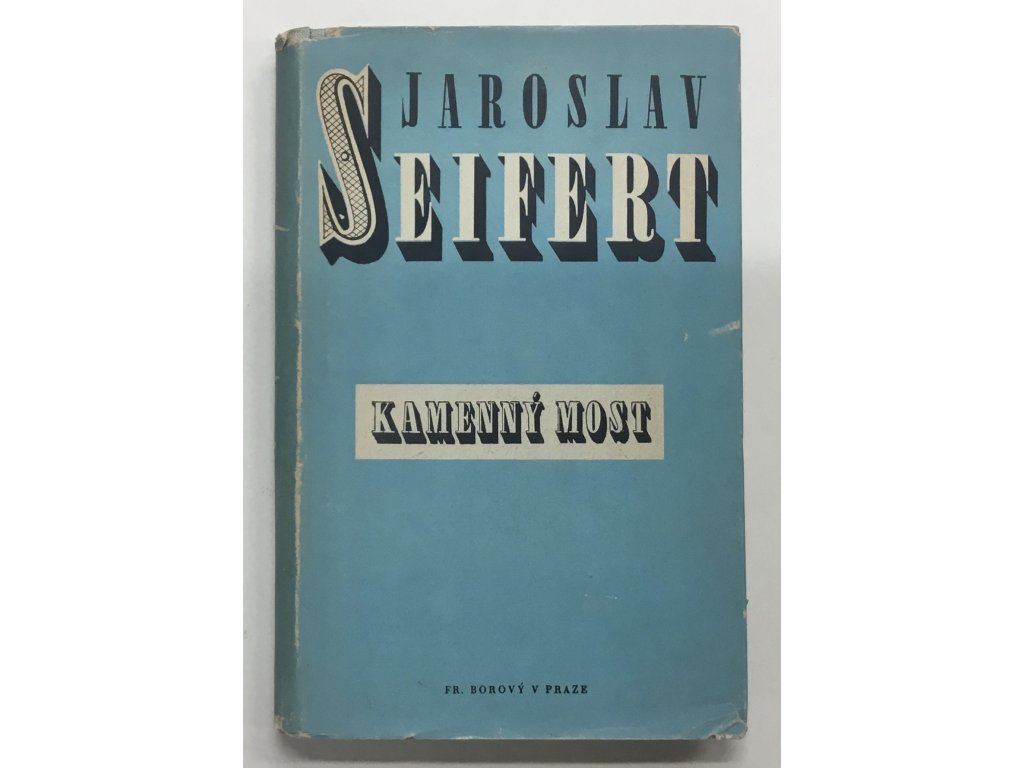 JAROSLAV
SEIFERT
KAMENNÝ MOST
FR. BOROVÝ V PRAZE